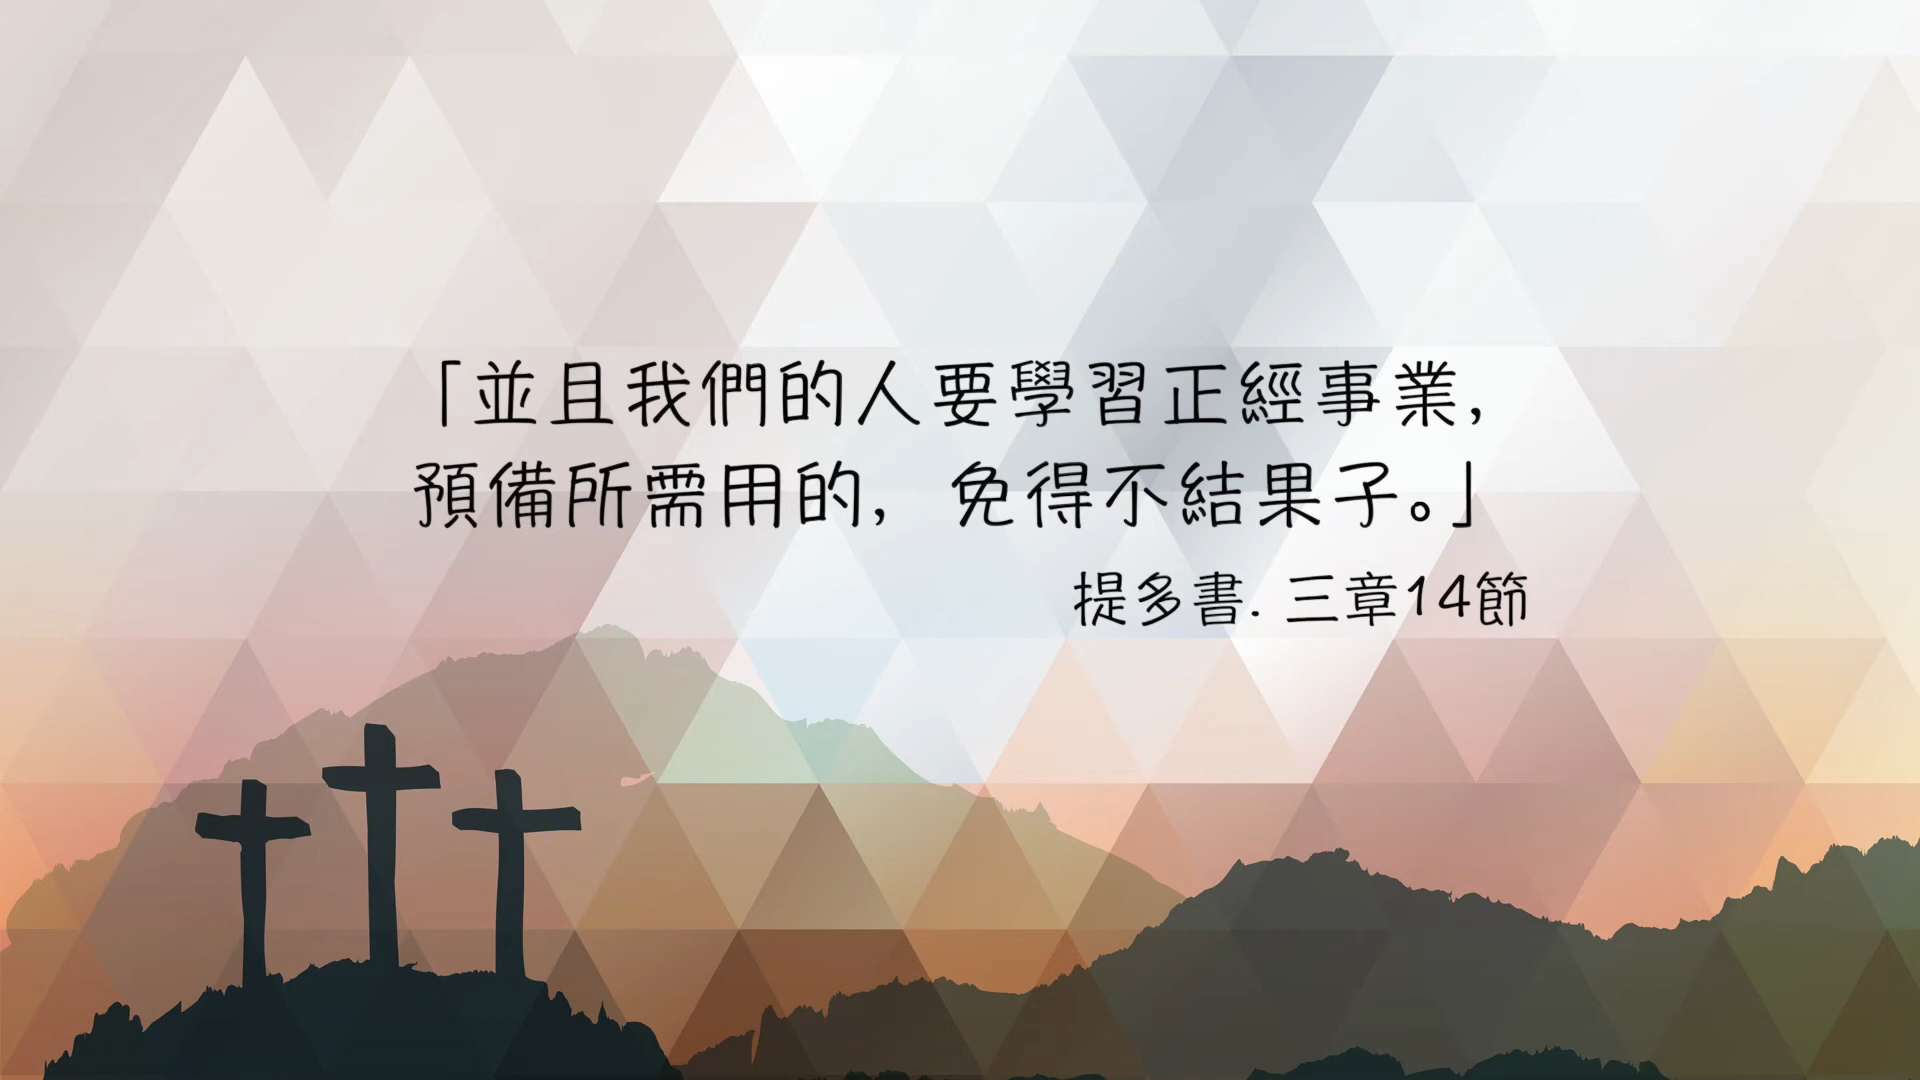 「並且我們的人要學習正經事業,
預備所需用的, 免得不結果子。」
提多書. 三章14節